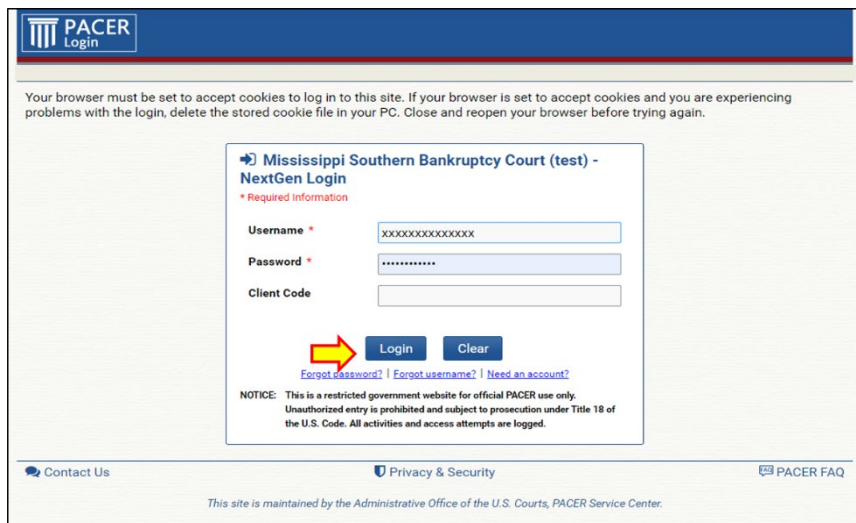 PACER
Login
Your browser must be set to accept cookies to log in to this site. If your browser is set to accept cookies and you are experiencing
problems with the login, delete the stored cookie file in your PC. Close and reopen your browser before trying again.
Mississippi Southern Bankruptcy Court (test) -
NextGen Login
* Required Information
Username * xxxxxxxxxxxxxx
Password * ••••••••••••
Client Code
Login Clear
Forgot password? | Forgot username? | Need an account?
NOTICE: This is a restricted government website for official PACER use only.
Unauthorized entry is prohibited and subject to prosecution under Title 18 of
the U.S. Code. All activities and access attempts are logged.
Contact Us Privacy & Security FAQ PACER FAQ
This site is maintained by the Administrative Office of the U.S. Courts, PACER Service Center.